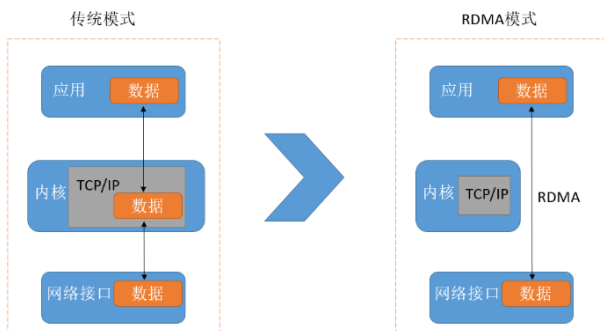 传统模式
应用
数据
内核
TCP/IP
数据
网络接口
数据
RDMA模式
应用
数据
内核
TCP/IP
RDMA
网络接口
数据